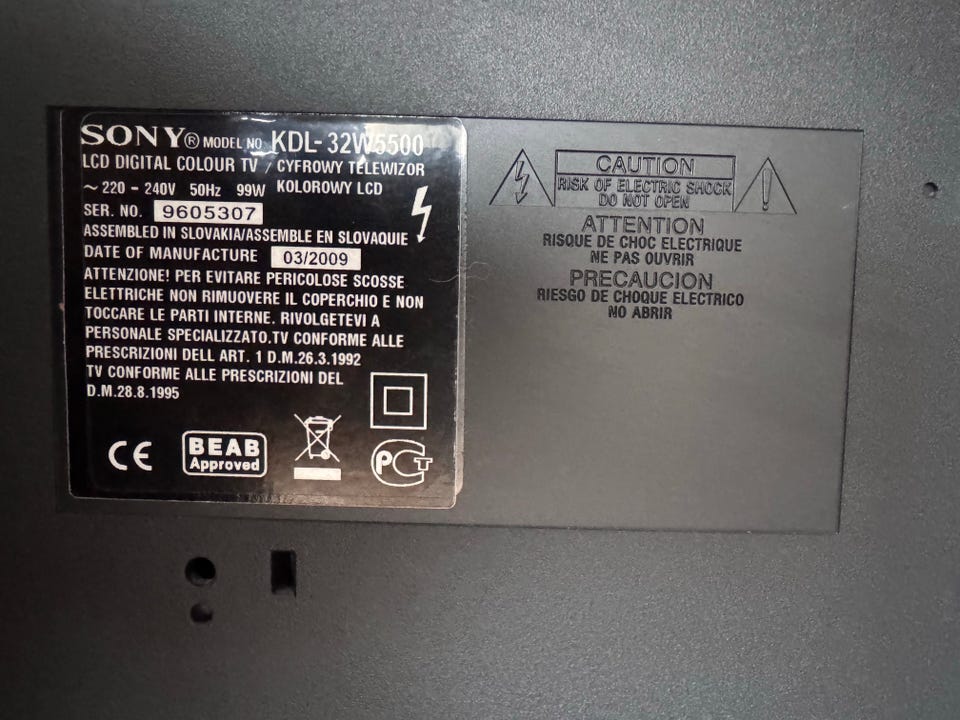 SONY® MODEL NO KDL-32W5500
LCD DIGITAL COLOUR TV / CYFROWY TELEWIZOR
~ 220 - 240V 50Hz 99W KOLOROWY LCD
SER. NO. 9605307
ASSEMBLED IN SLOVAKIA/ASSEMBLE EN SLOVAQUIE
DATE OF MANUFACTURE 03/2009
ATTENZIONE! PER EVITARE PERICOLOSE SCOSSE
ELETTRICHE NON RIMUOVERE IL COPERCHIO E NON
TOCCARE LE PARTI INTERNE. RIVOLGETEVI A
PERSONALE SPECIALIZZATO.TV CONFORME ALLE
PRESCRIZIONI DELL ART. 1 D.M.26.3.1992
TV CONFORME ALLE PRESCRIZIONI DEL
D.M.28.8.1995
CE
BEAB
Approved
PCT
CAUTION
RISK OF ELECTRIC SHOCK
DO NOT OPEN
ATTENTION
RISQUE DE CHOC ELECTRIQUE
NE PAS OUVRIR
PRECAUCION
RIESGO DE CHOQUE ELECTRICO
NO ABRIR